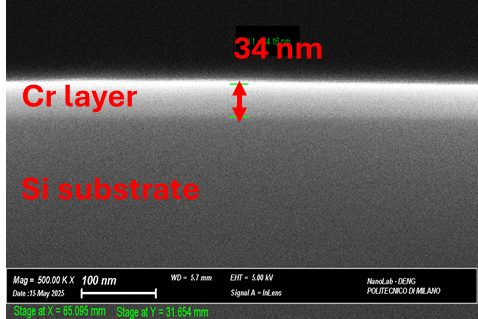 34 nm
Cr layer
Si substrate
Mag = 500.00 K X 100 nm WD = 5.7 mm EHT = 5.00 kV NanoLab - DENG
Date :15 May 2025 Signal A = InLens POLITECNICO DI MILANO
Stage at X = 65.095 mm Stage at Y = 31.654 mm